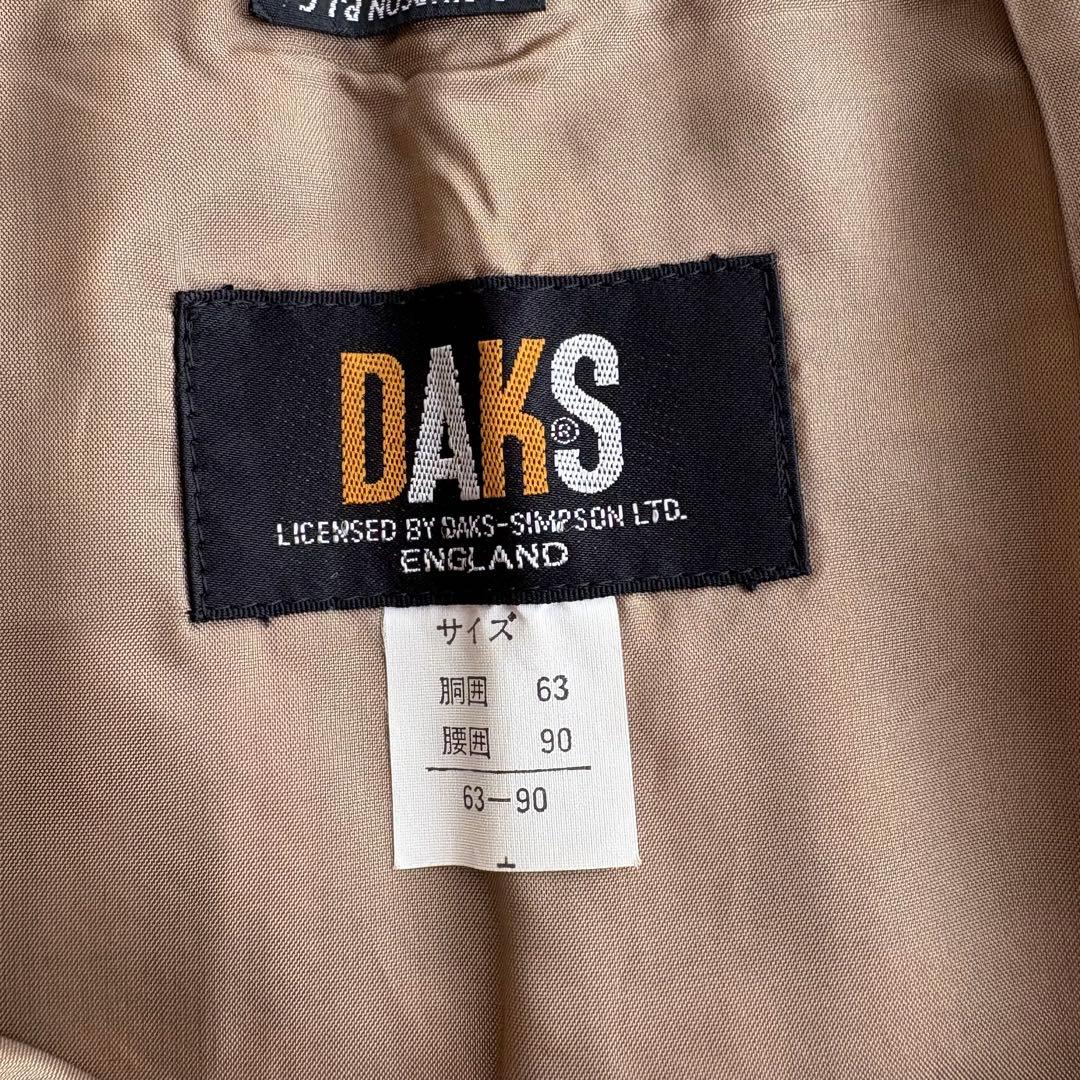 DAKS®
LICENSED BY DAKS-SIMPSON LTD.
ENGLAND
サイズ
胴囲 63
腰囲 90
63-90